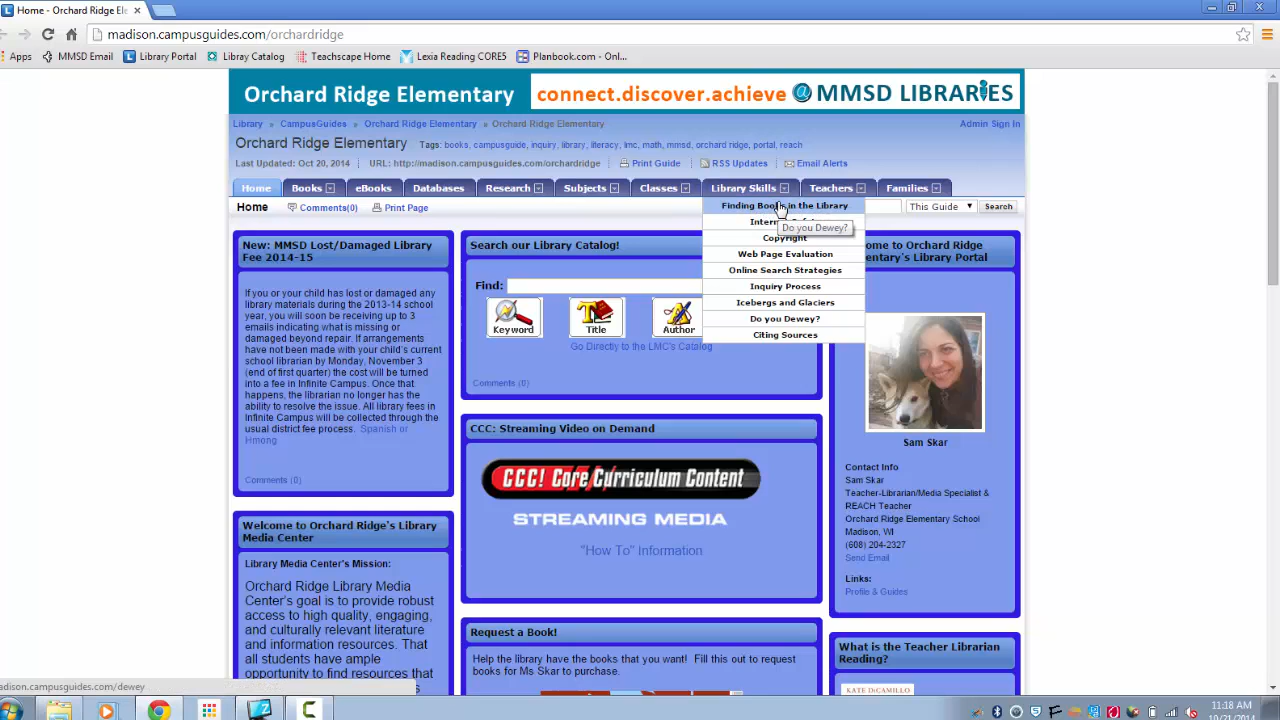 Home - Orchard Ridge El
madison.campusguides.com/orchardridge
Apps MMSD Email Library Portal Libray Catalog Teachscape Home Lexia Reading CORE5 Planbook.com - Onl...
Orchard Ridge Elementary connect.discover.achieve @ MMSD LIBRARIES
Library » CampusGuides » Orchard Ridge Elementary » Orchard Ridge Elementary Admin Sign In
Orchard Ridge Elementary Tags: books, campusguide, inquiry, library, literacy, lmc, math, mmsd, orchard ridge, portal, reach
Last Updated: Oct 20, 2014 URL: http://madison.campusguides.com/orchardridge Print Guide RSS Updates Email Alerts
Home Books eBooks Databases Research Subjects Classes Library Skills Teachers Families
Home Comments(0) Print Page This Guide Search
Finding Books in the Library
Do you Dewey?
Copyright
Web Page Evaluation
Online Search Strategies
Inquiry Process
Icebergs and Glaciers
Do you Dewey?
Citing Sources
New: MMSD Lost/Damaged Library
Fee 2014-15
If you or your child has lost or damaged any
library materials during the 2013-14 school
year, you will soon be receiving up to 3
emails indicating what is missing or
damaged beyond repair. If arrangements
have not been made with your child's current
school librarian by Monday, November 3
(end of first quarter) the cost will be turned
into a fee in Infinite Campus. Once that
happens, the librarian no longer has the
ability to resolve the issue. All library fees in
Infinite Campus will be collected through the
usual district fee process. Spanish or
Hmong
Comments (0)
Welcome to Orchard Ridge's Library
Media Center
Library Media Center's Mission:
Orchard Ridge Library Media
Center's goal is to provide robust
access to high quality, engaging,
and culturally relevant literature
and information resources. That
all students have ample
opportunity to find resources
Search our Library Catalog!
Find:
Keyword Title Author
Go Directly to the LMC's Catalog
Comments (0)
CCC: Streaming Video on Demand
CCC! Core Curriculum Content
STREAMING MEDIA
"How To" Information
Request a Book!
Help the library have the books that you want! Fill this out to request
books for Ms Skar to purchase.
to Orchard Ridge
Library Portal
Sam Skar
Contact Info
Sam Skar
Teacher-Librarian/Media Specialist &
REACH Teacher
Orchard Ridge Elementary School
Madison, WI
(608) 204-2327
Send Email
Links:
Profile & Guides
What is the Teacher Librarian
Reading?
KATE DiCAMILLO
adison.campusguides.com/dewey
11:18 AM
10/21/2014